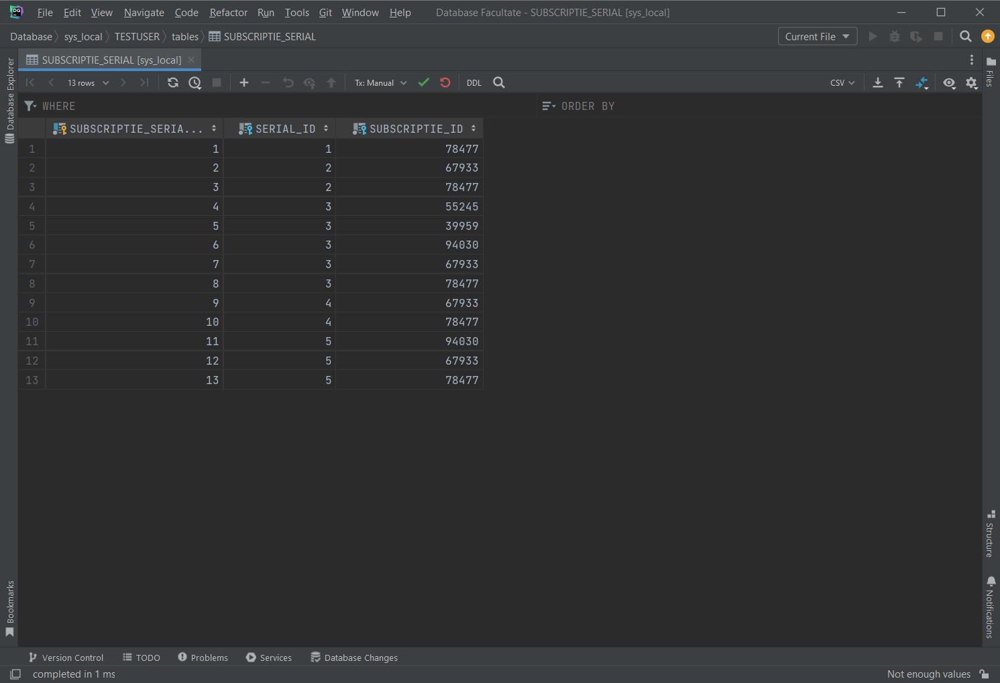 File Edit View Navigate Code Refactor Run Tools Git Window Help Database Facultate - SUBSCRIPTIE_SERIAL [sys_local]
Database sys_local TESTUSER tables SUBSCRIPTIE_SERIAL Current File
SUBSCRIPTIE_SERIAL [sys_local]
13 rows Tx: Manual DDL CSV
WHERE ORDER BY
SUBSCRIPTIE_SERIA... SERIAL_ID SUBSCRIPTIE_ID
1 1 1 78477
2 2 2 67933
3 3 2 78477
4 4 3 55245
5 5 3 39959
6 6 3 94030
7 7 3 67933
8 8 3 78477
9 9 4 67933
10 10 4 78477
11 11 5 94030
12 12 5 67933
13 13 5 78477
Database Explorer
Bookmarks
Files
Structure
Notifications
Version Control TODO Problems Services Database Changes
completed in 1 ms Not enough values